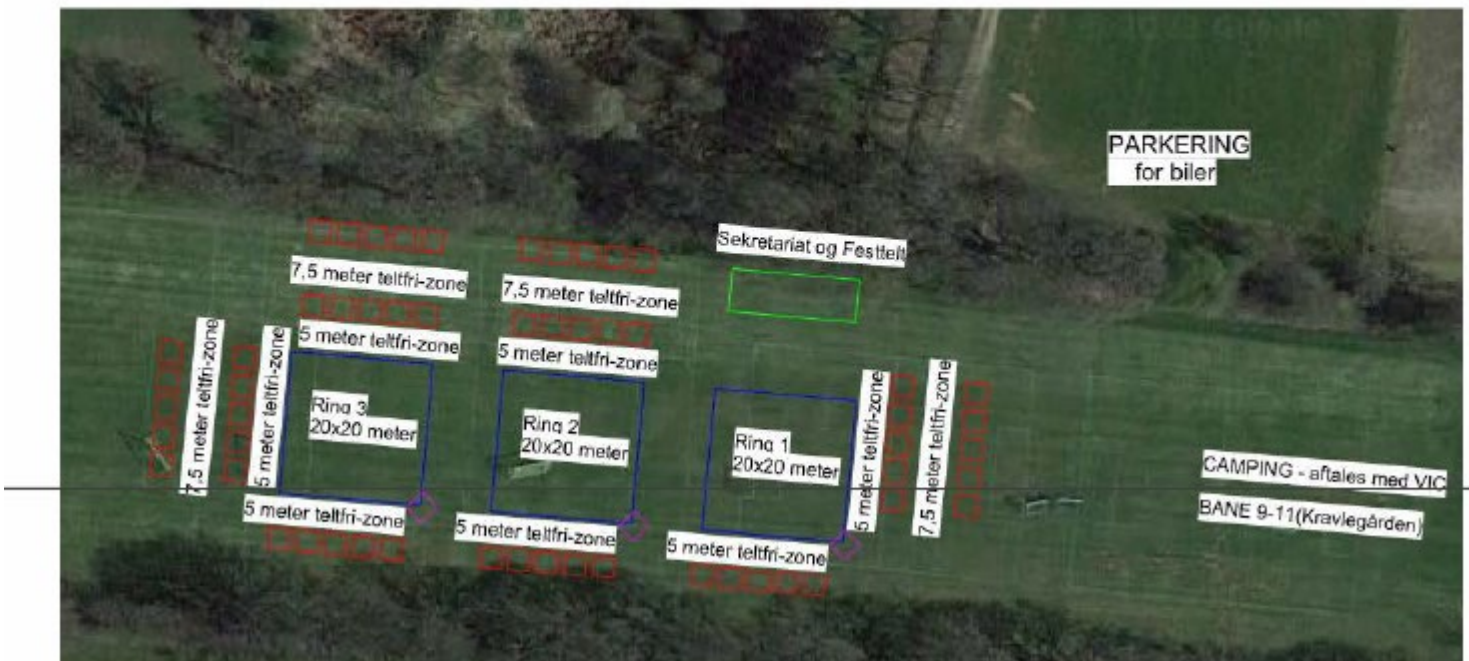 PARKERING
for biler
Sekretariat og Festtelt
7,5 meter teltfri-zone
7,5 meter teltfri-zone
5 meter teltfri-zone
5 meter teltfri-zone
7,5 meter teltfri-zone
5 meter teltfri-zone
Ring 3
20x20 meter
Ring 2
20x20 meter
Ring 1
20x20 meter
5 meter teltfri-zone
7,5 meter teltfri-zone
CAMPING - aftales med VIC
BANE 9-11(Kravlegården)
5 meter teltfri-zone
5 meter teltfri-zone
5 meter teltfri-zone